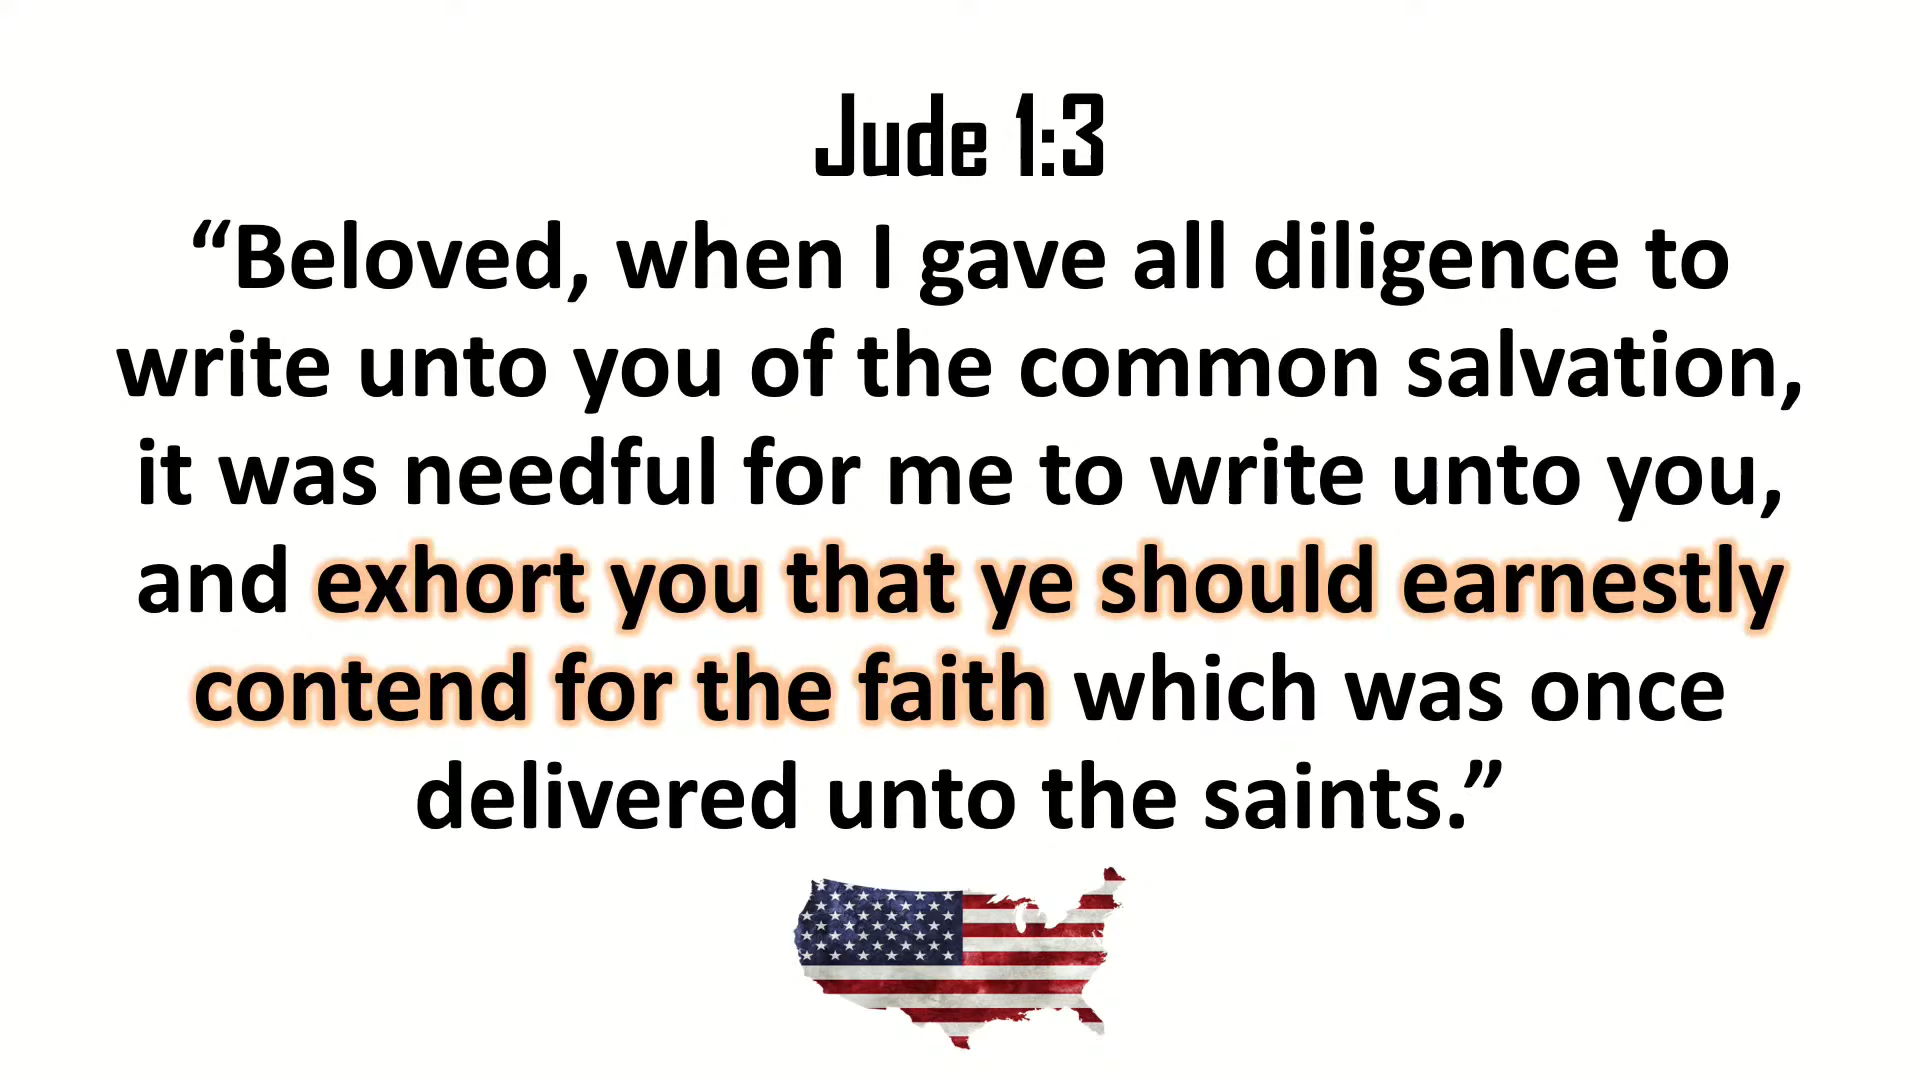 Jude 1:3
“Beloved, when I gave all diligence to
write unto you of the common salvation,
it was needful for me to write unto you,
and exhort you that ye should earnestly
contend for the faith which was once
delivered unto the saints.”